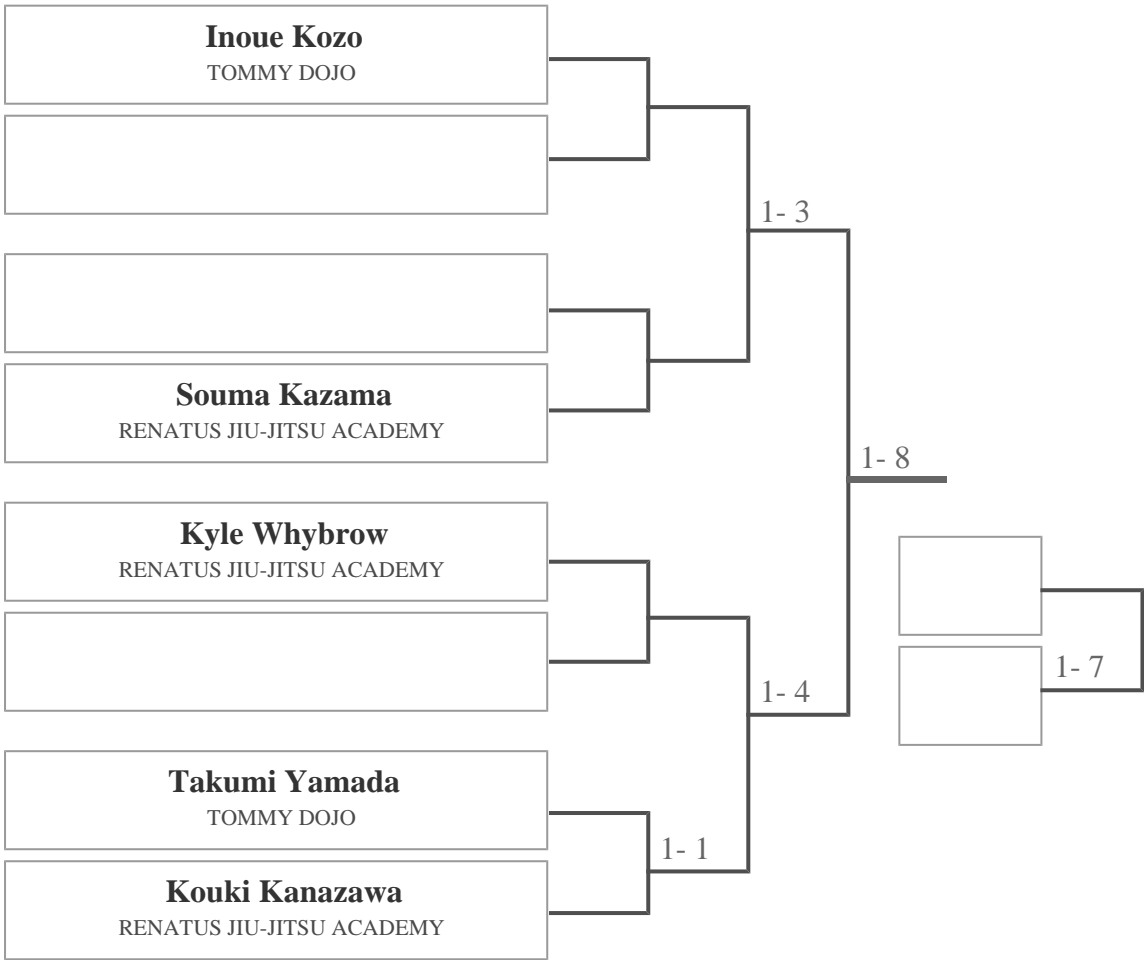 Inoue Kozo
TOMMY DOJO
1- 3
Souma Kazama
RENATUS JIU-JITSU ACADEMY
1- 8
Kyle Whybrow
RENATUS JIU-JITSU ACADEMY
1- 7
1- 4
Takumi Yamada
TOMMY DOJO
1- 1
Kouki Kanazawa
RENATUS JIU-JITSU ACADEMY